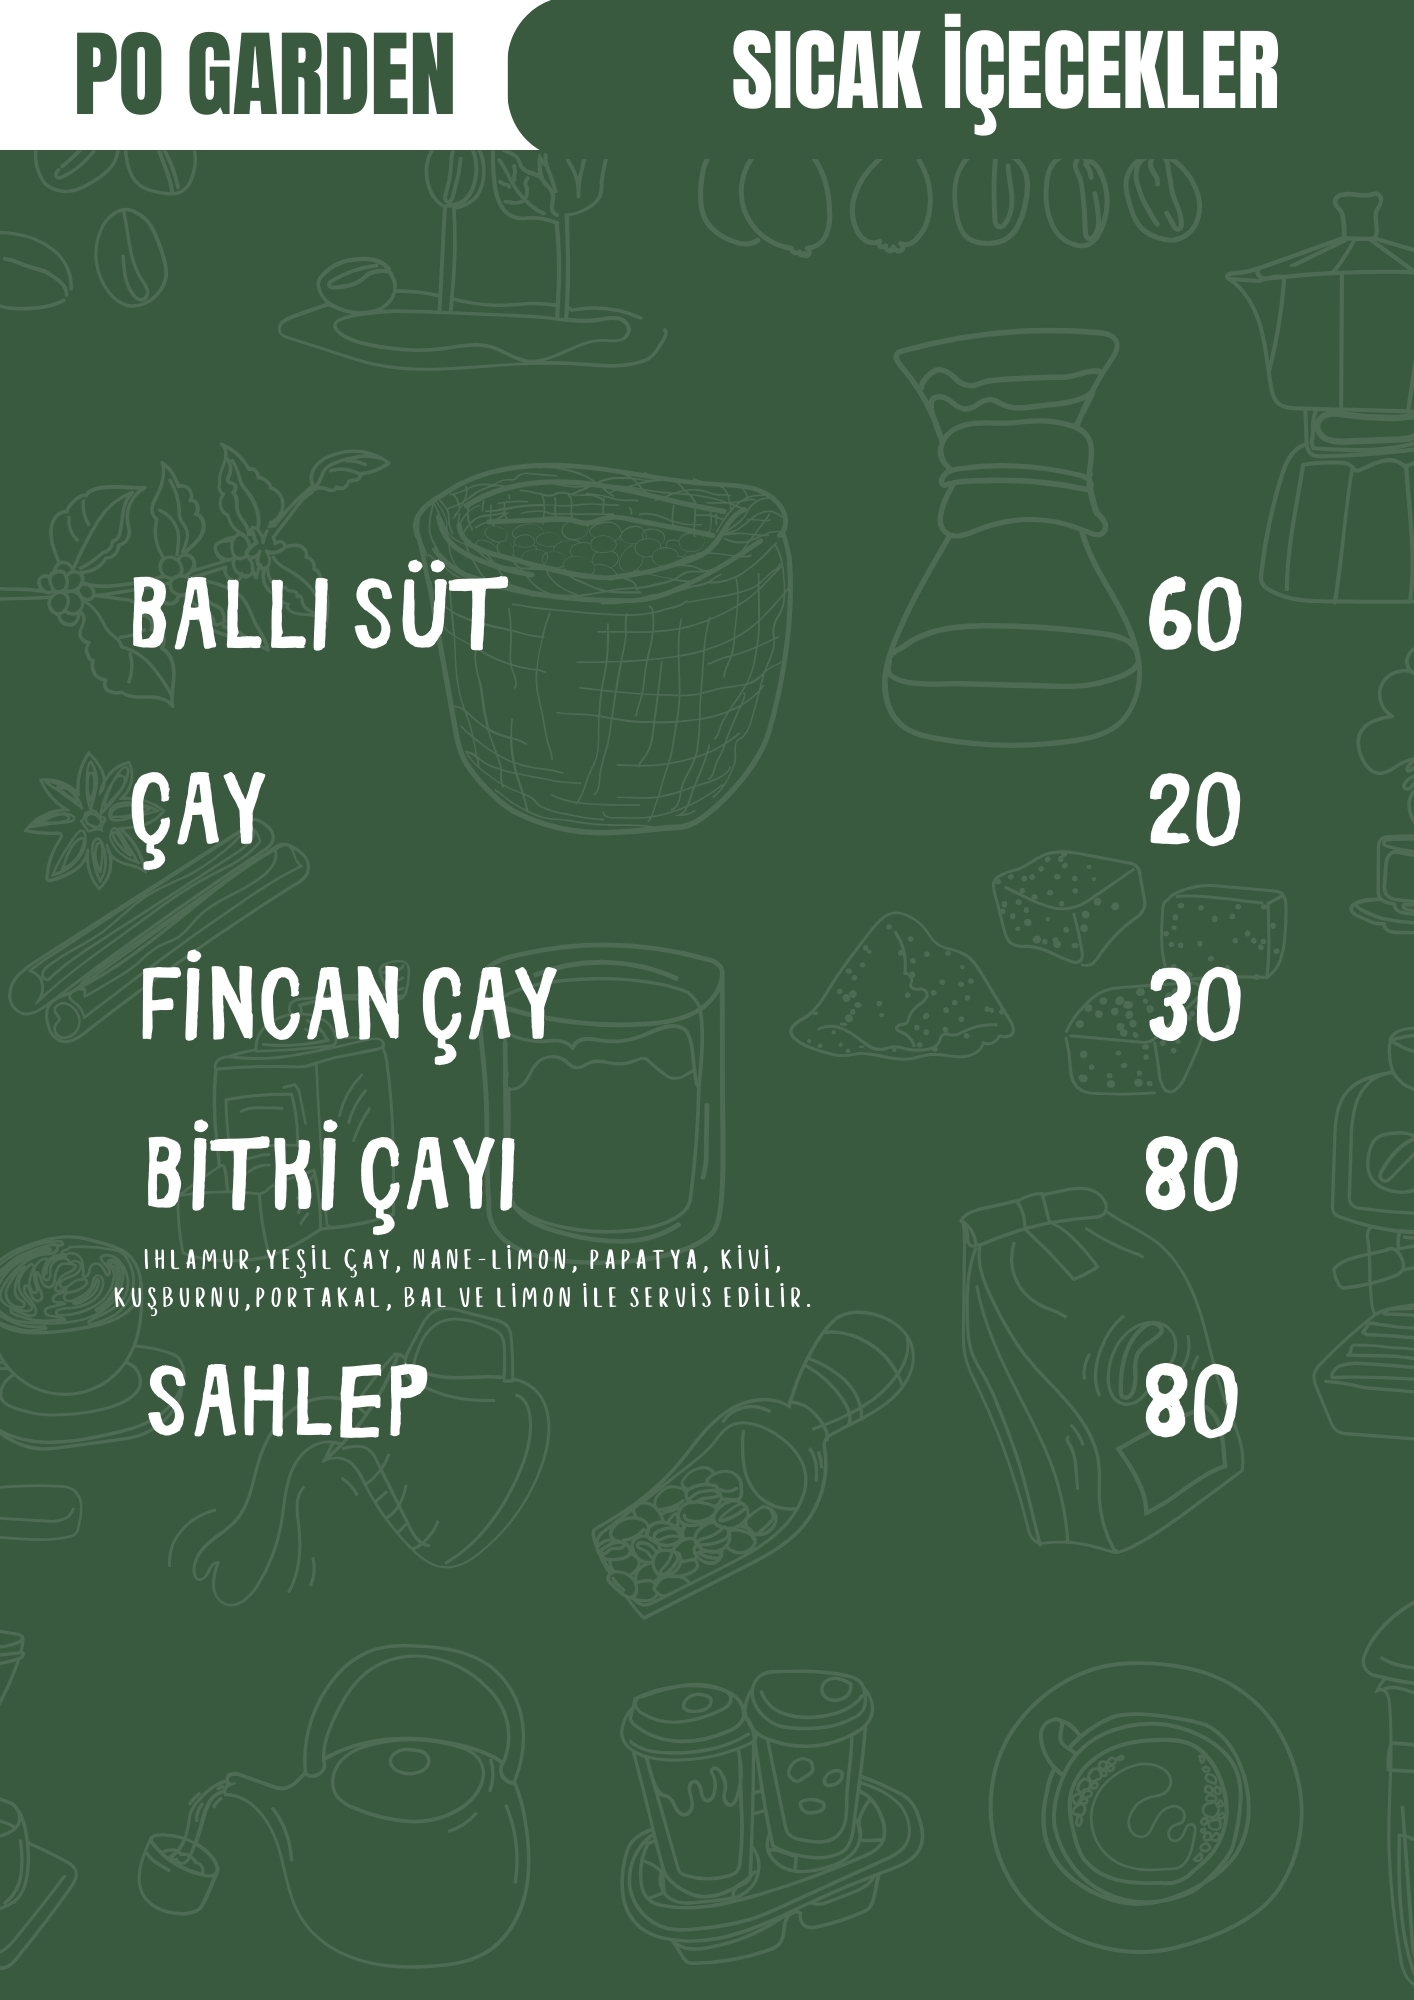 PO GARDEN
SICAK İÇECEKLER
BALLI SÜT 60
ÇAY 20
FİNCAN ÇAY 30
BİTKİ ÇAYI 80
IHLAMUR,YEŞİL ÇAY, NANE-LİMON, PAPATYA, KİVİ,
KUŞBURNU,PORTAKAL, BAL VE LİMON İLE SERVİS EDİLİR.
SAHLEP 80